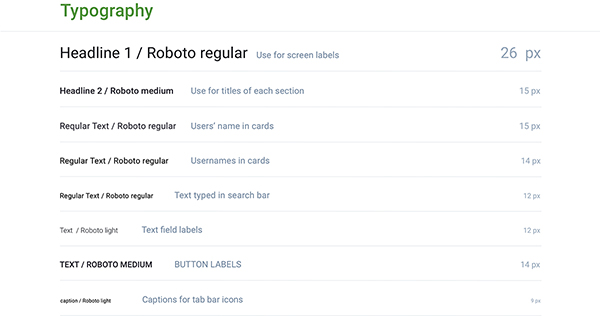 Typography
Headline 1 / Roboto regular Use for screen labels 26 px
Headline 2 / Roboto medium Use for titles of each section 15 px
Reqular Text / Roboto regular Users' name in cards 15 px
Regular Text / Roboto regular Usernames in cards 14 px
Regular Text / Roboto regular Text typed in search bar 12 px
Text / Roboto light Text field labels 12 px
TEXT / ROBOTO MEDIUM BUTTON LABELS 14 px
caption / Roboto light Captions for tab bar icons 9 px